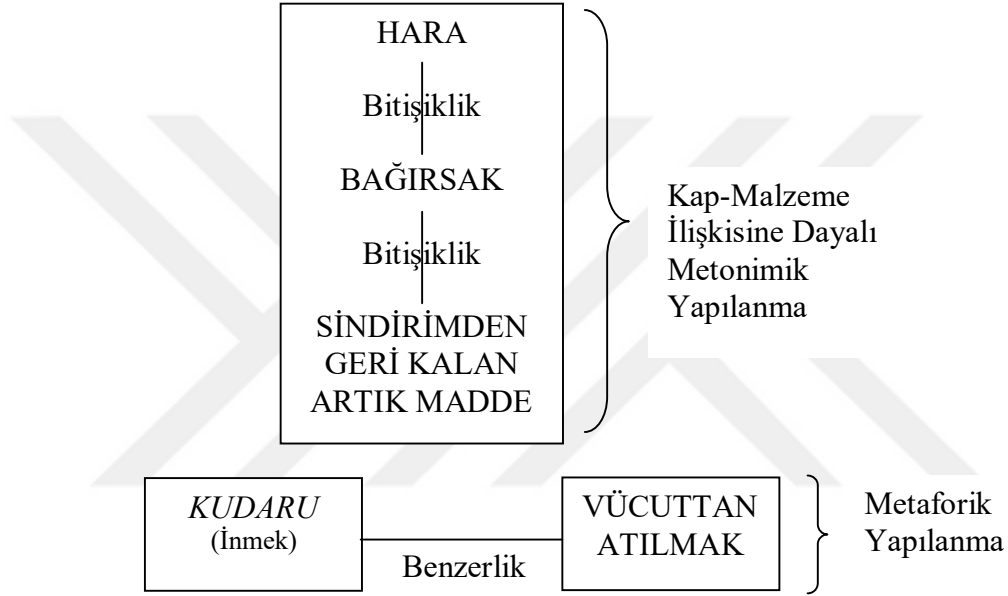 HARA
Bitişiklik
BAĞIRSAK
Bitişiklik
SİNDİRİMDEN
GERİ KALAN
ARTIK MADDE
Kap-Malzeme
İlişkisine Dayalı
Metonimik
Yapılanma
KUDARU
(İnmek)
Benzerlik
VÜCUTTAN
ATILMAK
Metaforik
Yapılanma